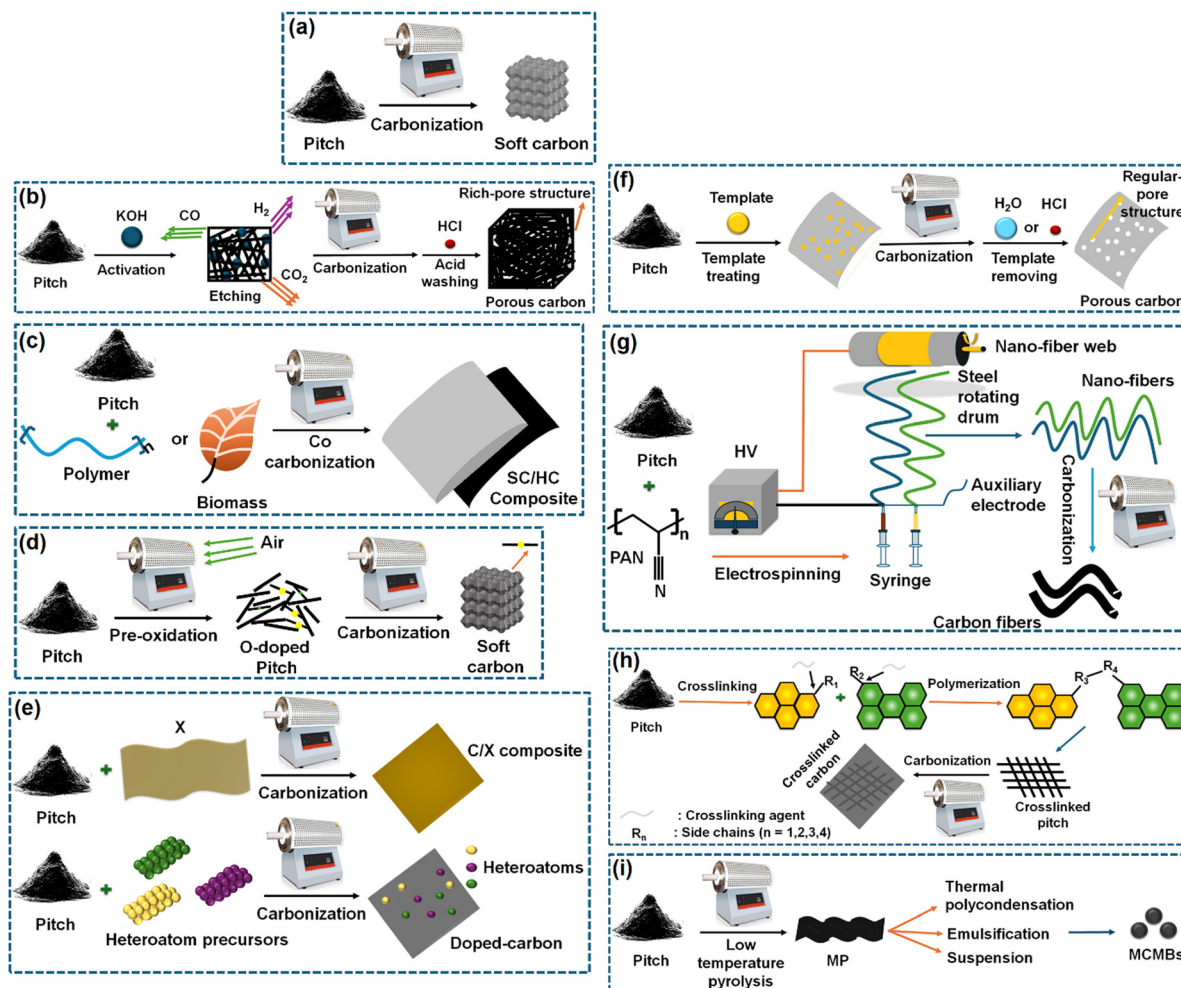 (a)
Pitch
Carbonization
Soft carbon
(b)
Pitch
KOH
Activation
CO
H2
CO2
Etching
Carbonization
HCl
Acid
washing
Rich-pore structure
Porous carbon
(c)
Pitch
+
Polymer
n
or
Biomass
Co
carbonization
SC/HC
Composite
(d)
Pitch
Pre-oxidation
Air
O-doped
Pitch
Carbonization
Soft
carbon
(e)
Pitch
+
X
Carbonization
C/X composite
Pitch
+
Heteroatom precursors
Carbonization
Heteroatoms
Doped-carbon
(f)
Pitch
Template
Template
treating
Carbonization
H2O
or
HCl
Template
removing
Regular-
pore
structure
Porous carbon
(g)
Pitch
+
PAN
n
N
HV
Electrospinning
Syringe
Nano-fiber web
Steel
rotating
drum
Auxiliary
electrode
Nano-fibers
Carbonization
Carbon fibers
(h)
Pitch
Crosslinking
R1
+
R2
Polymerization
R3
R4
Crosslinked
pitch
Carbonization
Crosslinked
carbon
: Crosslinking agent
Rn : Side chains (n = 1,2,3,4)
(i)
Pitch
Low
temperature
pyrolysis
MP
Thermal
polycondensation
Emulsification
Suspension
MCMBs